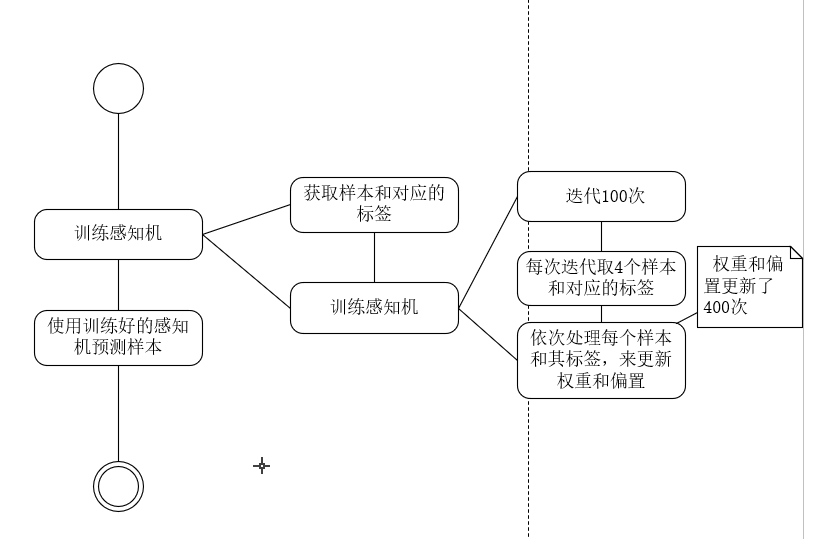 训练感知机
使用训练好的感知
机预测样本
获取样本和对应的
标签
训练感知机
迭代100次
每次迭代取4个样本
和对应的标签
依次处理每个样本
和其标签，来更新
权重和偏置
权重和偏
置更新了
400次